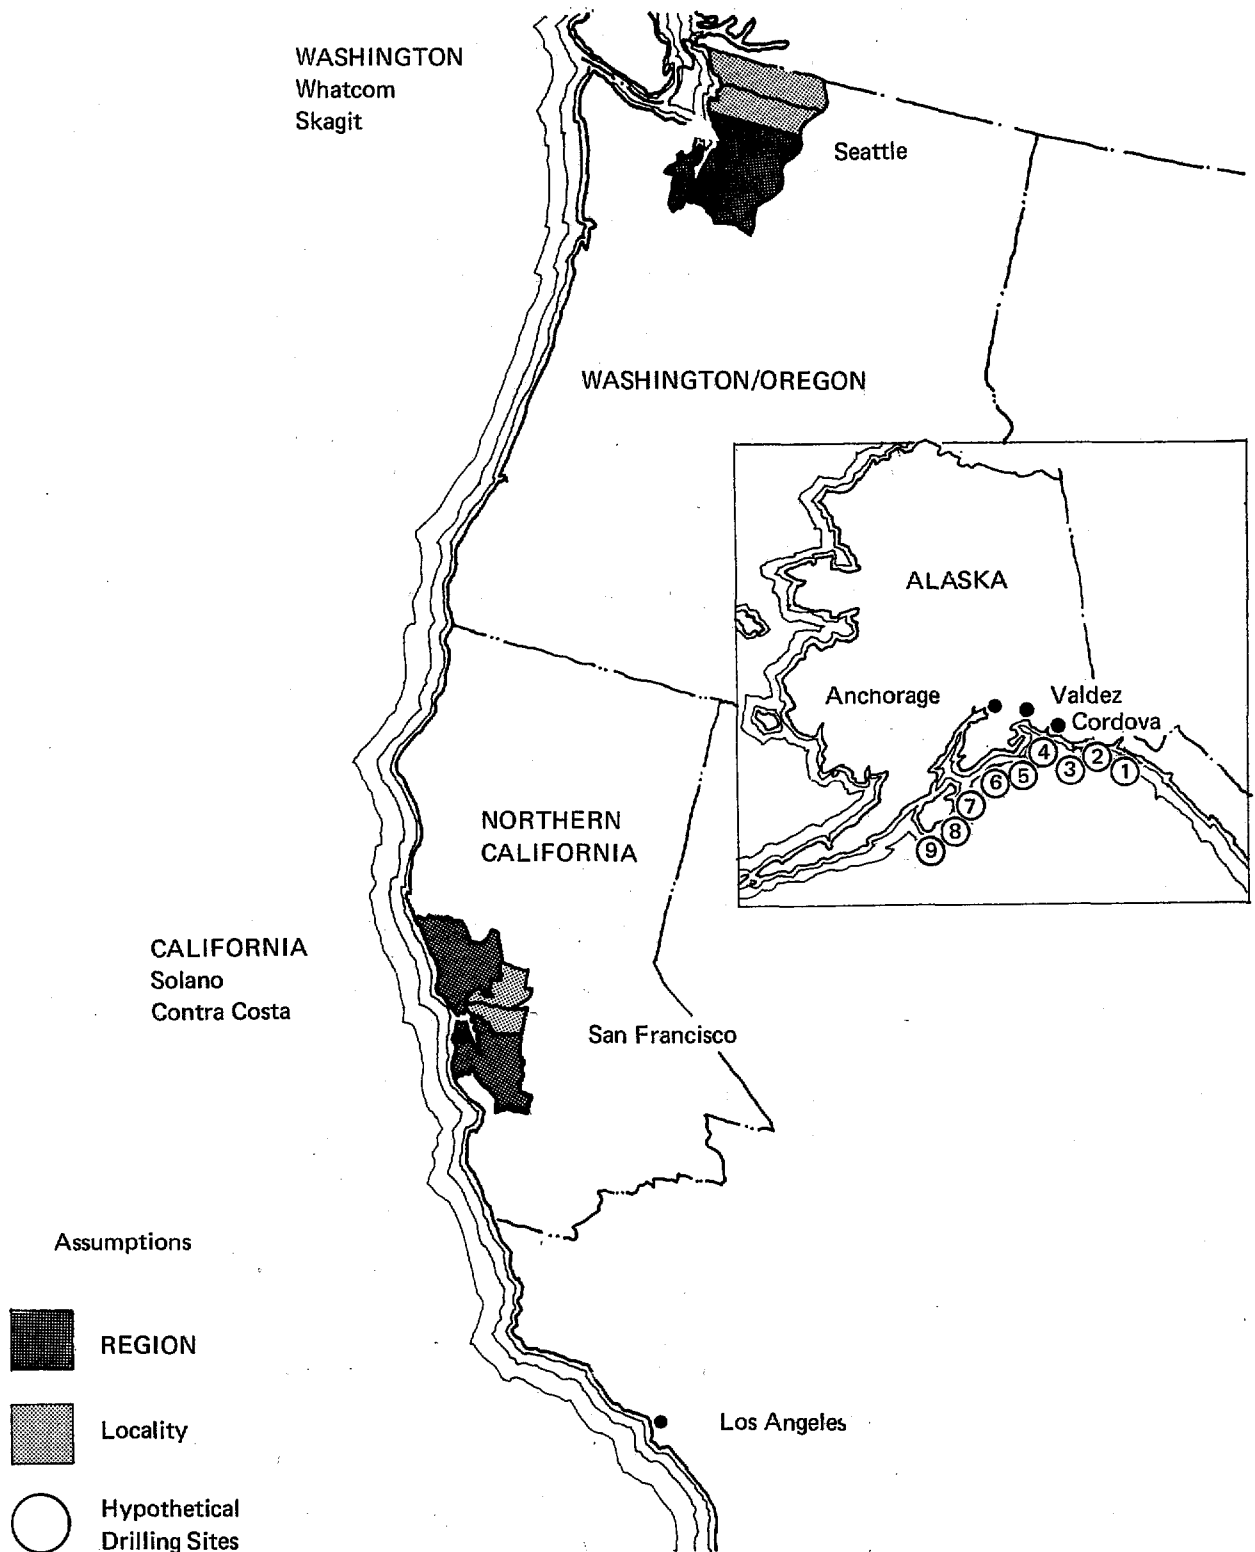 WASHINGTON
Whatcom
Skagit
Seattle
WASHINGTON/OREGON
ALASKA
Anchorage
Valdez
Cordova
4
2
3
1
6
5
7
8
9
NORTHERN
CALIFORNIA
CALIFORNIA
Solano
Contra Costa
San Francisco
Assumptions
REGION
Locality
Los Angeles
Hypothetical
Drilling Sites